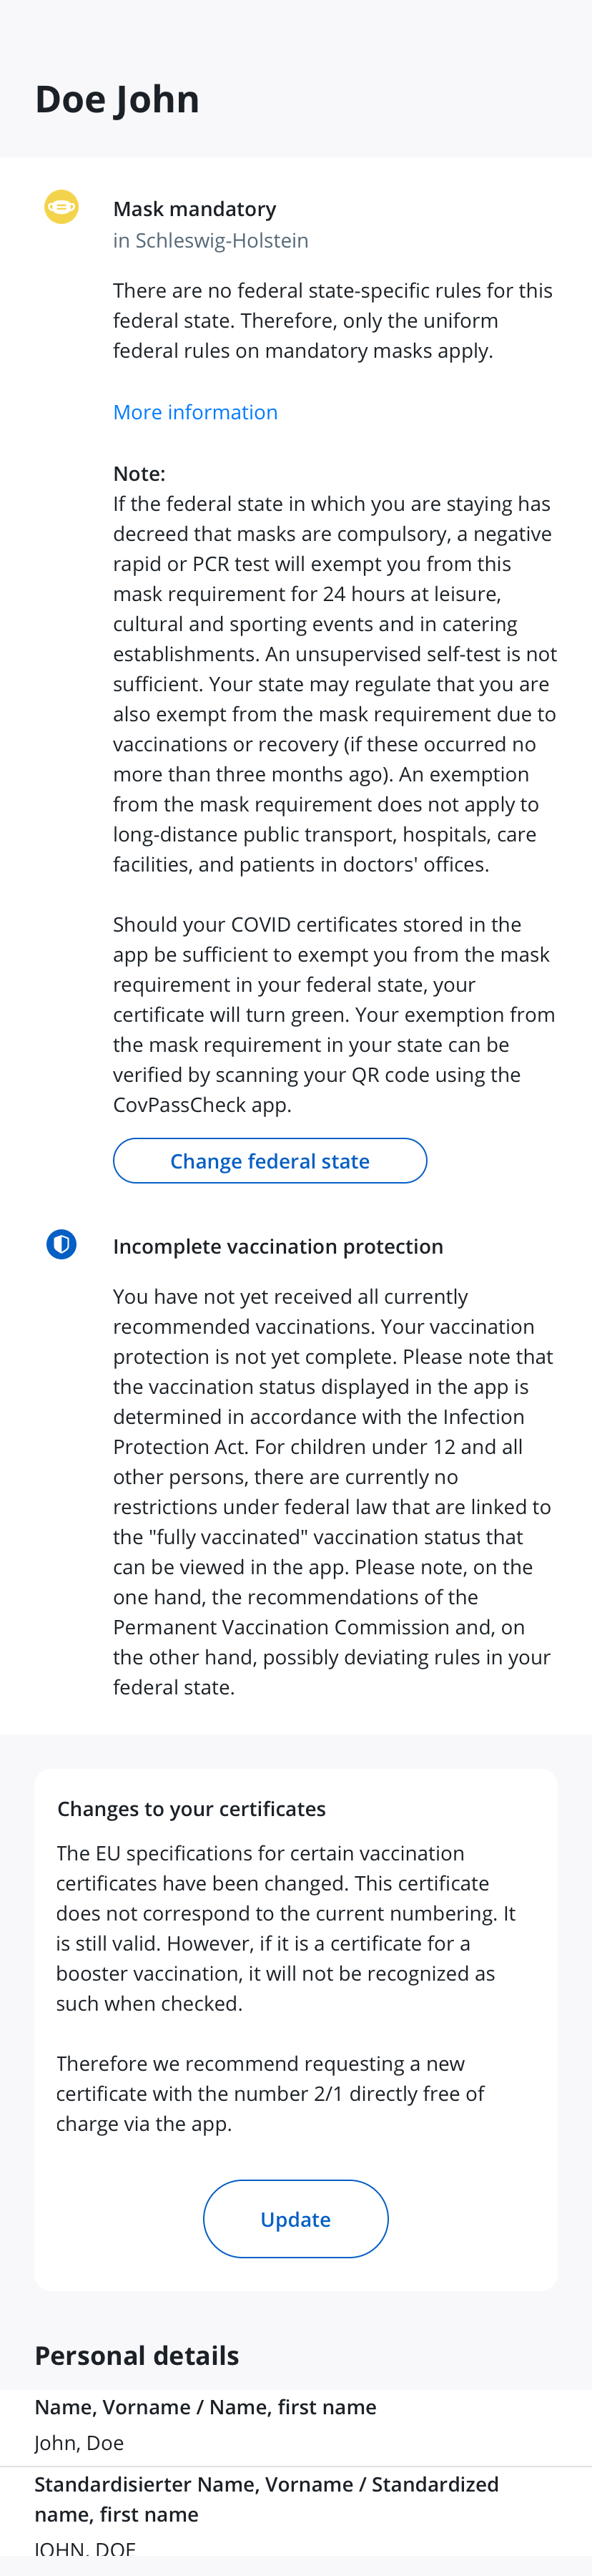 Doe John
Mask mandatory
in Schleswig-Holstein
There are no federal state-specific rules for this
federal state. Therefore, only the uniform
federal rules on mandatory masks apply.
More information
Note:
If the federal state in which you are staying has
decreed that masks are compulsory, a negative
rapid or PCR test will exempt you from this
mask requirement for 24 hours at leisure,
cultural and sporting events and in catering
establishments. An unsupervised self-test is not
sufficient. Your state may regulate that you are
also exempt from the mask requirement due to
vaccinations or recovery (if these occurred no
more than three months ago). An exemption
from the mask requirement does not apply to
long-distance public transport, hospitals, care
facilities, and patients in doctors' offices.
Should your COVID certificates stored in the
app be sufficient to exempt you from the mask
requirement in your federal state, your
certificate will turn green. Your exemption from
the mask requirement in your state can be
verified by scanning your QR code using the
CovPassCheck app.
Change federal state
Incomplete vaccination protection
You have not yet received all currently
recommended vaccinations. Your vaccination
protection is not yet complete. Please note that
the vaccination status displayed in the app is
determined in accordance with the Infection
Protection Act. For children under 12 and all
other persons, there are currently no
restrictions under federal law that are linked to
the "fully vaccinated" vaccination status that
can be viewed in the app. Please note, on the
one hand, the recommendations of the
Permanent Vaccination Commission and, on
the other hand, possibly deviating rules in your
federal state.
Changes to your certificates
The EU specifications for certain vaccination
certificates have been changed. This certificate
does not correspond to the current numbering. It
is still valid. However, if it is a certificate for a
booster vaccination, it will not be recognized as
such when checked.
Therefore we recommend requesting a new
certificate with the number 2/1 directly free of
charge via the app.
Update
Personal details
Name, Vorname / Name, first name
John, Doe
Standardisierter Name, Vorname / Standardized
name, first name
JOHN, DOE